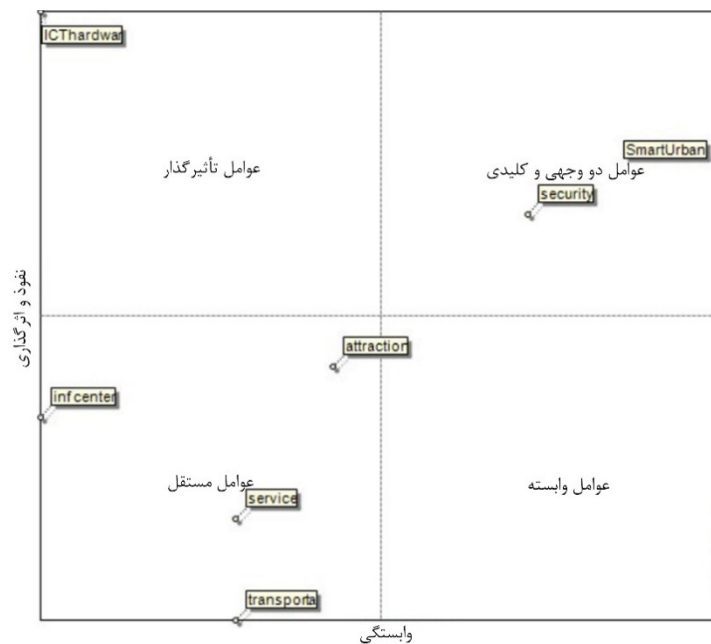 ICThardwar
SmartUrban
عوامل تأثیرگذار
عوامل دو وجهی و کلیدی
security
نفوذ و اثرگذاری
attraction
inf center
عوامل مستقل
عوامل وابسته
service
transporta
وابستگی